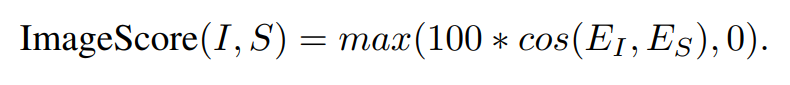 ImageScore(I, S) = max(100 * cos(E_I, E_S), 0).